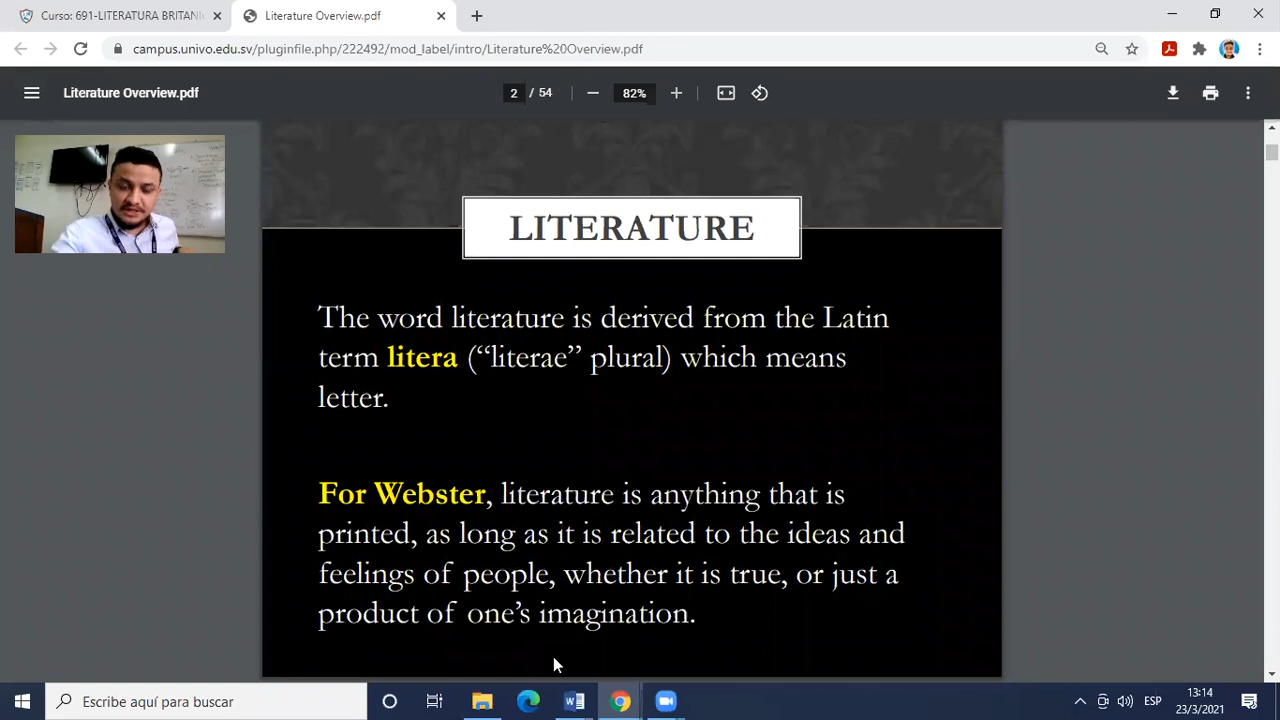 Curso: 691-LITERATURA BRITANI
Literature Overview.pdf
campus.univo.edu.sv/pluginfile.php/222492/mod_label/intro/Literature%20Overview.pdf
Literature Overview.pdf
2 / 54
82%
LITERATURE
The word literature is derived from the Latin
term litera (“literae” plural) which means
letter.
For Webster, literature is anything that is
printed, as long as it is related to the ideas and
feelings of people, whether it is true, or just a
product of one’s imagination.
Escribe aquí para buscar
ESP
13:14
23/3/2021